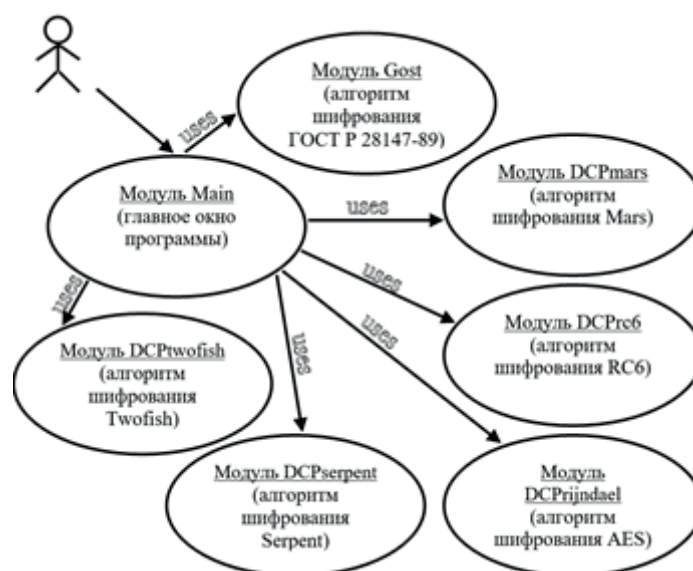 Модуль Gost
(алгоритм
шифрования
ГОСТ Р 28147-89)
uses
Модуль Main
(главное окно
программы)
uses
Модуль DCPmars
(алгоритм
шифрования Mars)
uses
Модуль DCPrc6
(алгоритм
шифрования RC6)
uses
Модуль DCPtwofish
(алгоритм
шифрования
Twofish)
uses
Модуль DCPserpent
(алгоритм
шифрования
Serpent)
uses
Модуль
DCPrijndael
(алгоритм
шифрования AES)